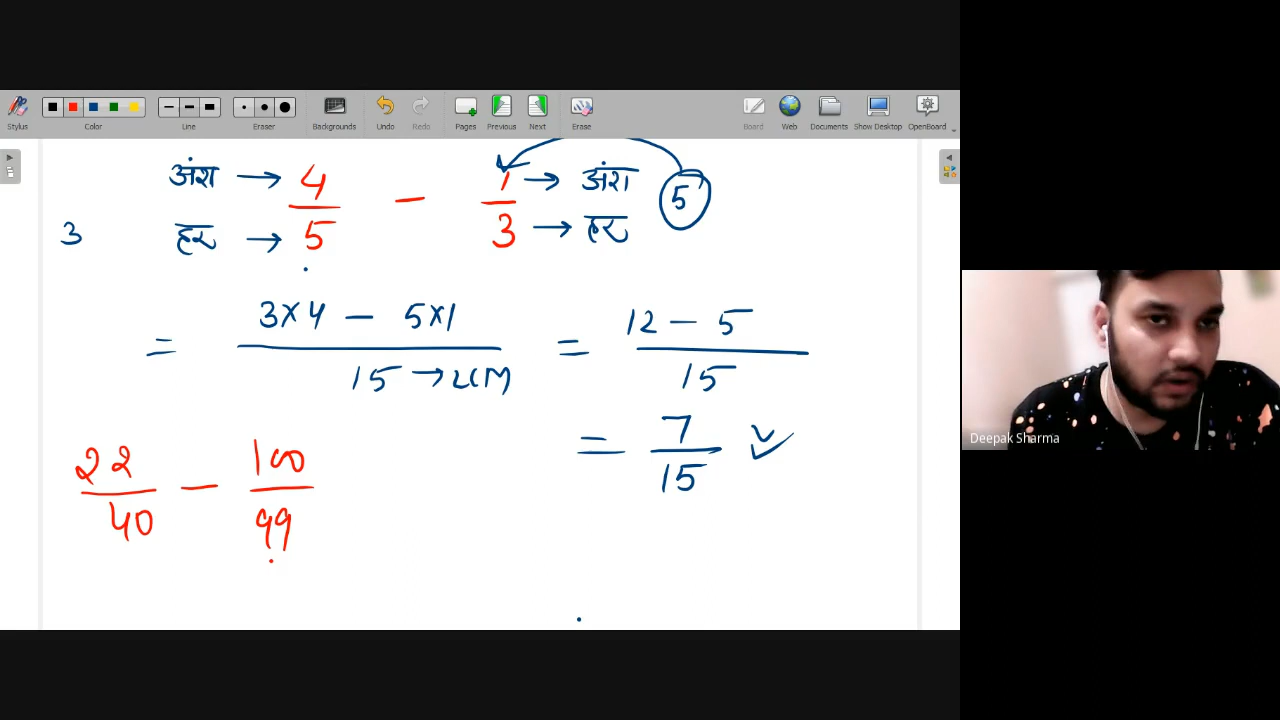 Stylus Color Line Eraser Backgrounds Undo Redo Pages Previous Next Erase Board Web Documents Show Desktop OpenBoard
अंश → 4/5 - 1/3 → अंश 5
3 हर → → हर
= (3×4 - 5×1)/(15 → LCM) = (12 - 5)/15
= 7/15
22/40 - 100/99
Deepak Sharma